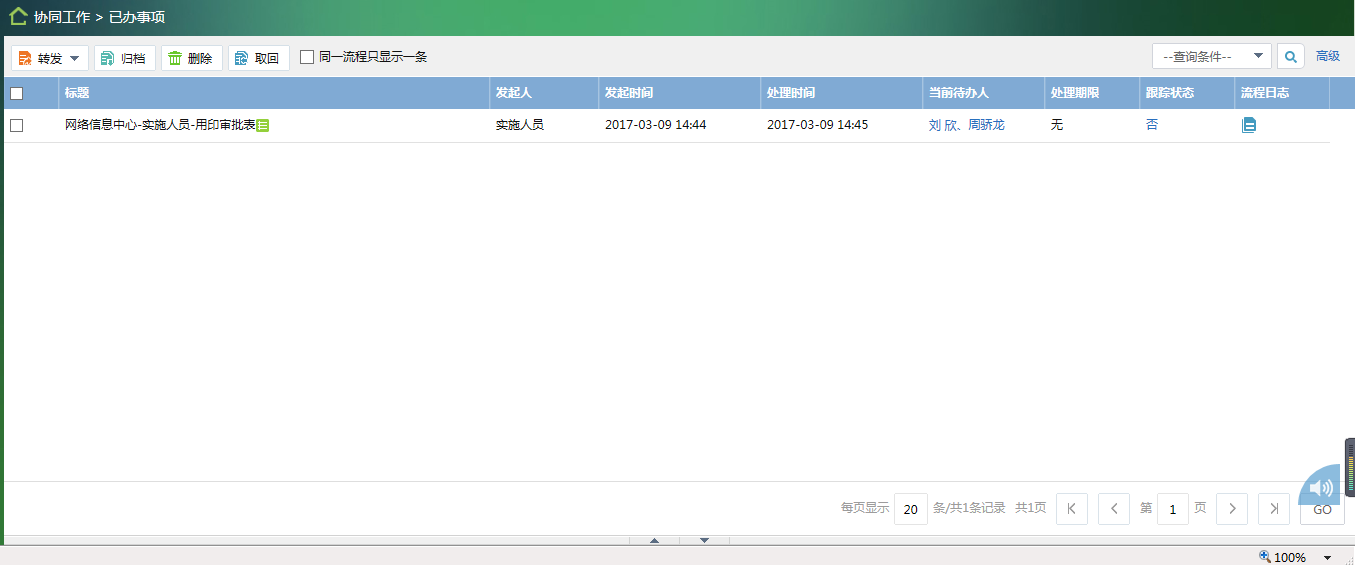 协同工作 > 已办事项
转发 归档 删除 取回 同一流程只显示一条 --查询条件-- 高级
标题 发起人 发起时间 处理时间 当前待办人 处理期限 跟踪状态 流程日志
网络信息中心-实施人员-用印审批表 实施人员 2017-03-09 14:44 2017-03-09 14:45 刘 欣、周骄龙 无 否
每页显示 20 条/共1条记录 共1页 第 1 页 GO
100%